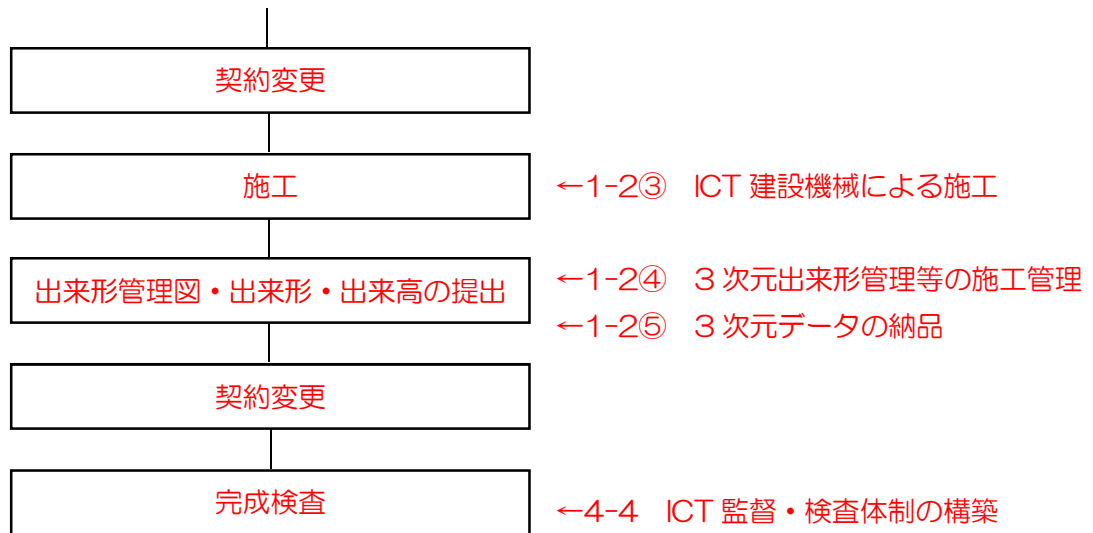 契約変更
施工
←1-2③ ICT 建設機械による施工
出来形管理図・出来形・出来高の提出
←1-2④ 3 次元出来形管理等の施工管理
←1-2⑤ 3 次元データの納品
契約変更
完成検査
←4-4 ICT 監督・検査体制の構築